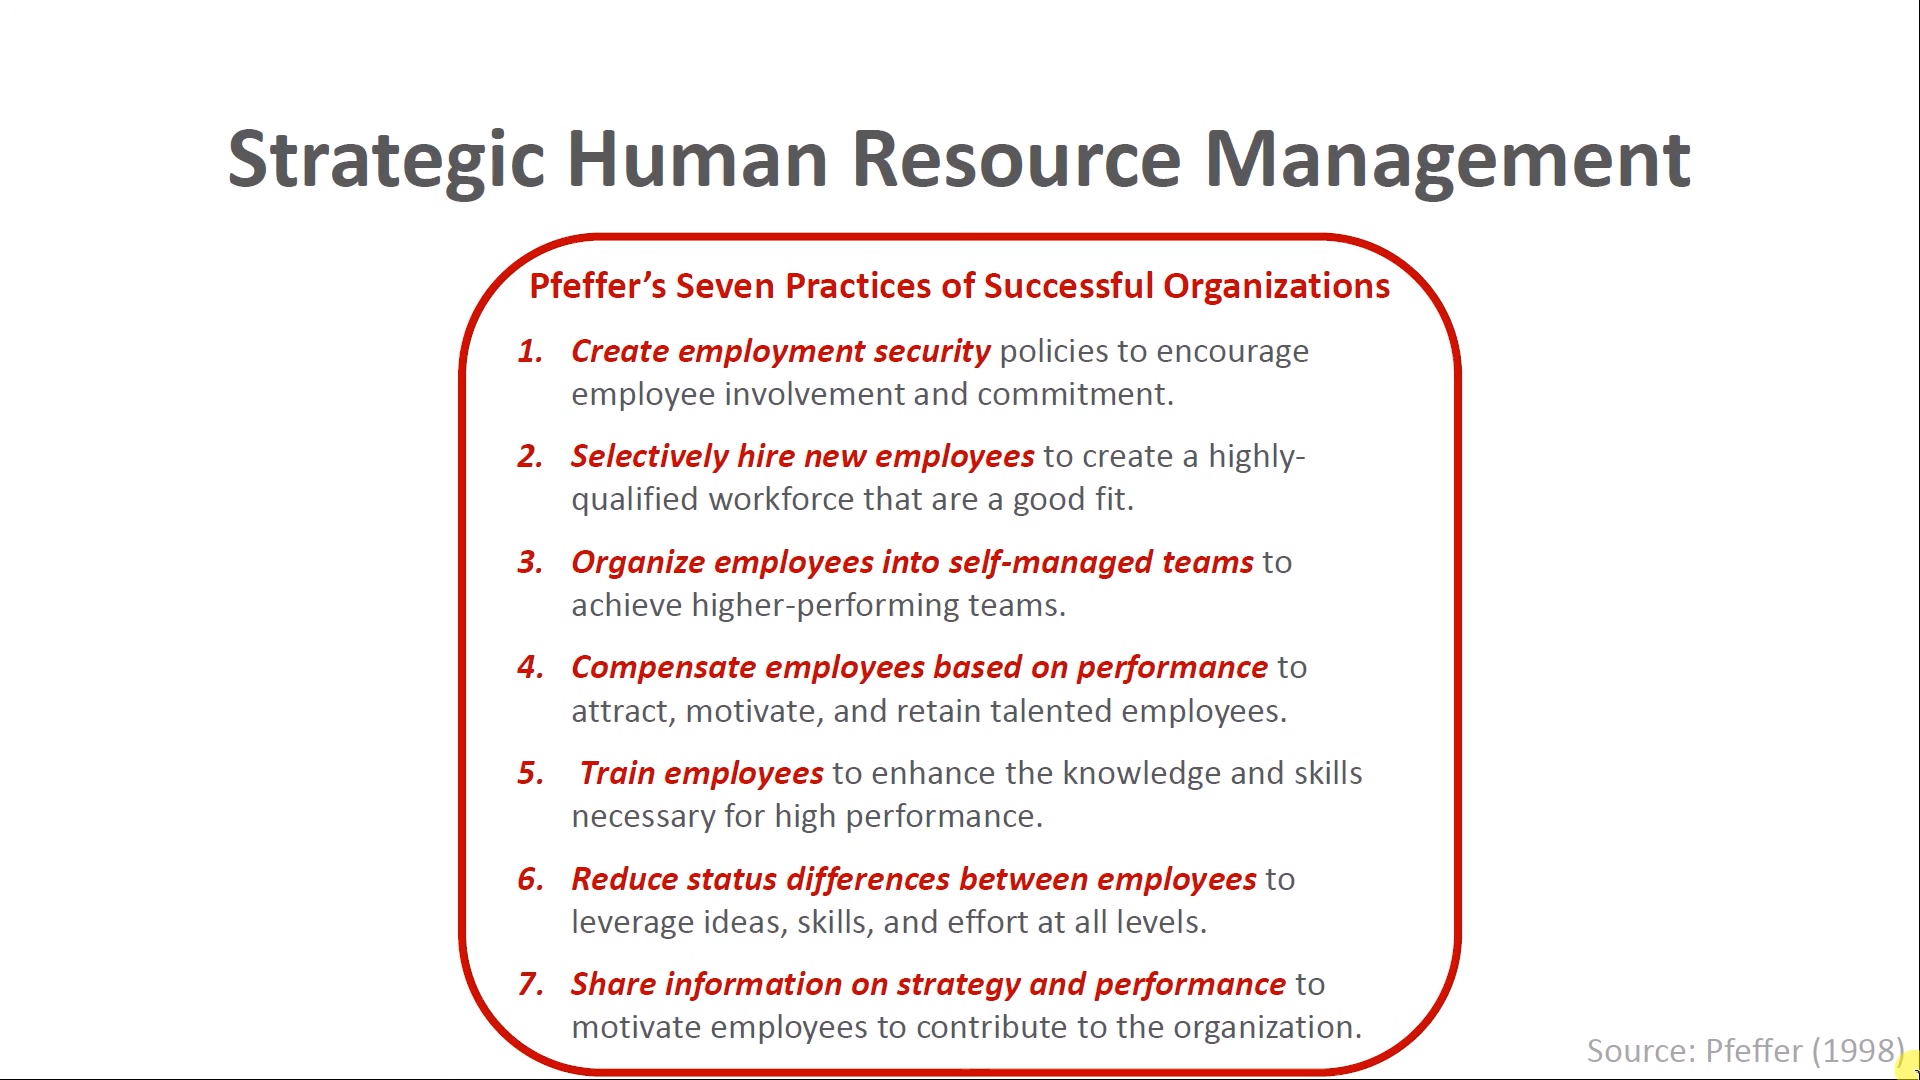 Strategic Human Resource Management
Pfeffer’s Seven Practices of Successful Organizations
1. Create employment security policies to encourage
employee involvement and commitment.
2. Selectively hire new employees to create a highly-
qualified workforce that are a good fit.
3. Organize employees into self-managed teams to
achieve higher-performing teams.
4. Compensate employees based on performance to
attract, motivate, and retain talented employees.
5. Train employees to enhance the knowledge and skills
necessary for high performance.
6. Reduce status differences between employees to
leverage ideas, skills, and effort at all levels.
7. Share information on strategy and performance to
motivate employees to contribute to the organization.
Source: Pfeffer (1998)